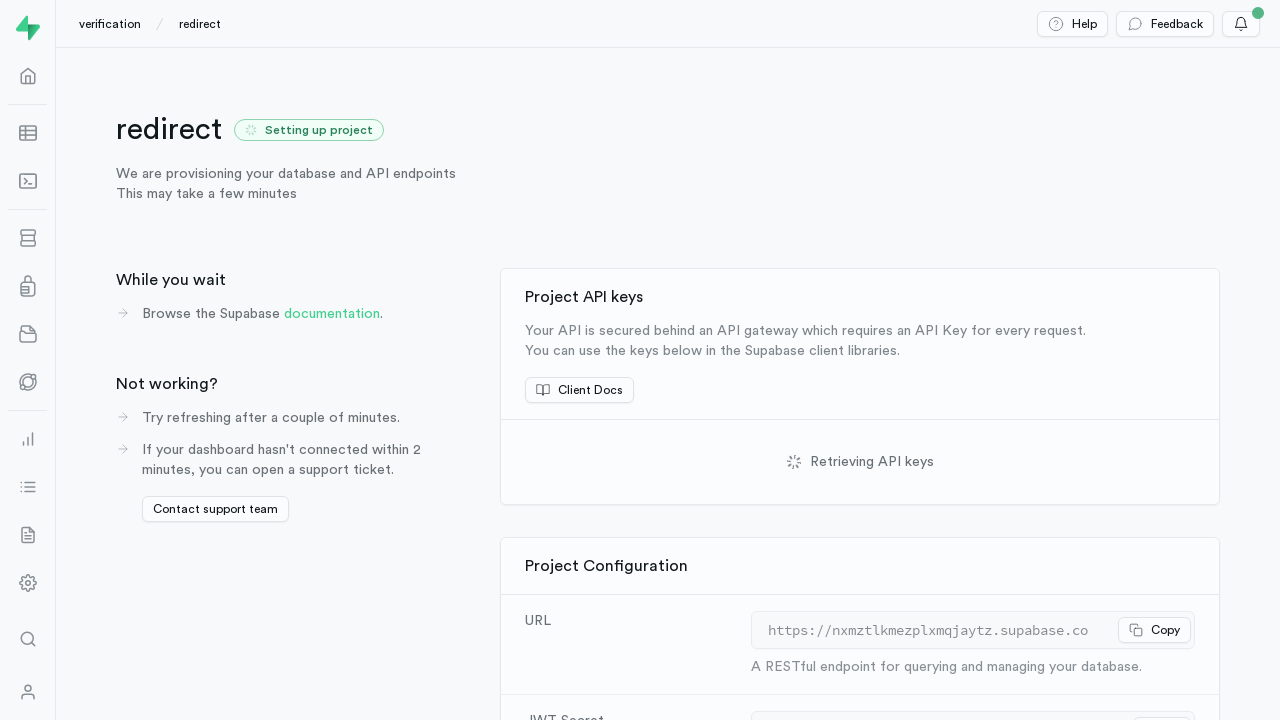 verification / redirect
Help
Feedback
redirect
Setting up project
We are provisioning your database and API endpoints
This may take a few minutes
While you wait
Browse the Supabase documentation.
Not working?
Try refreshing after a couple of minutes.
If your dashboard hasn't connected within 2
minutes, you can open a support ticket.
Contact support team
Project API keys
Your API is secured behind an API gateway which requires an API Key for every request.
You can use the keys below in the Supabase client libraries.
Client Docs
Retrieving API keys
Project Configuration
URL
https://nxmztlkmezplxmqjaytz.supabase.co
Copy
A RESTful endpoint for querying and managing your database.
JWT Secret